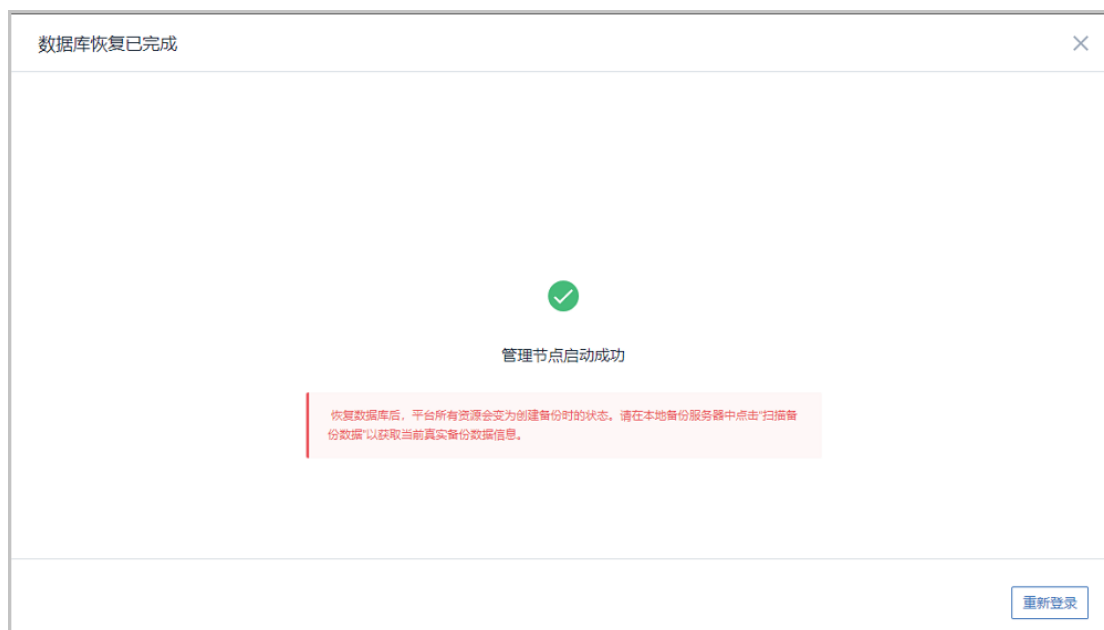 数据库恢复已完成
管理节点启动成功
恢复数据库后，平台所有资源会变为创建备份时的状态。请在本地备份服务器中点击“扫描备
份数据”以获取当前真实备份数据信息。
重新登录